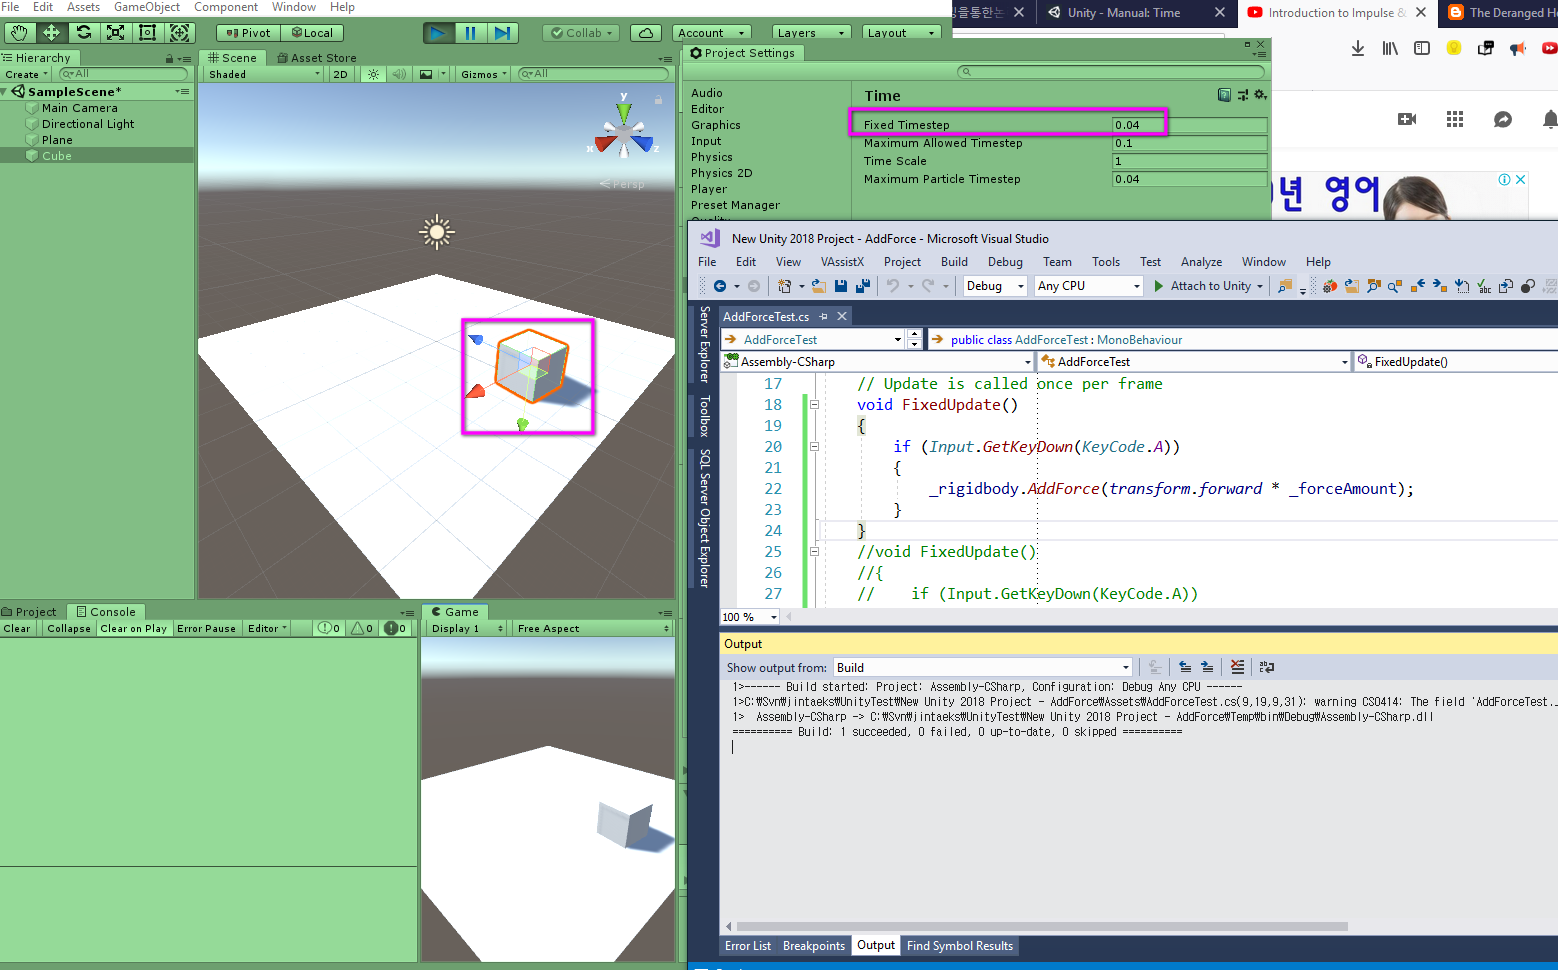 File Edit Assets GameObject Component Window Help
Unity - Manual: Time
Introduction to Impulse &
The Deranged He
Pivot Local
Collab
Account
Layers
Layout
Hierarchy
Create
All
SampleScene*
Main Camera
Directional Light
Plane
Cube
Scene
Asset Store
Shaded
2D
Gizmos
All
y
x
z
Persp
Project Settings
Audio
Editor
Graphics
Input
Physics
Physics 2D
Player
Preset Manager
Quality
Time
Fixed Timestep 0.04
Maximum Allowed Timestep 0.1
Time Scale 1
Maximum Particle Timestep 0.04
년 영어
New Unity 2018 Project - AddForce - Microsoft Visual Studio
File Edit View VAssistX Project Build Debug Team Tools Test Analyze Window Help
Debug Any CPU Attach to Unity
Server Explorer
Toolbox
SQL Server Object Explorer
AddForceTest.cs
AddForceTest
public class AddForceTest : MonoBehaviour
Assembly-CSharp
AddForceTest
FixedUpdate()
17 // Update is called once per frame
18 void FixedUpdate()
19 {
20 if (Input.GetKeyDown(KeyCode.A))
21 {
22 _rigidbody.AddForce(transform.forward * _forceAmount);
23 }
24 }
25 //void FixedUpdate()
26 //{
27 // if (Input.GetKeyDown(KeyCode.A))
100 %
Output
Show output from: Build
1>------ Build started: Project: Assembly-CSharp, Configuration: Debug Any CPU ------
1>C:₩Svn₩jintaeks₩UnityTest₩New Unity 2018 Project - AddForce₩Assets₩AddForceTest.cs(9,19,9,31): warning CS0414: The field 'AddForceTest.
1> Assembly-CSharp -> C:₩Svn₩jintaeks₩UnityTest₩New Unity 2018 Project - AddForce₩Temp₩bin₩Debug₩Assembly-CSharp.dll
========== Build: 1 succeeded, 0 failed, 0 up-to-date, 0 skipped ==========
Error List Breakpoints Output Find Symbol Results
Project
Console
Clear Collapse Clear on Play Error Pause Editor 0 0 0
Game
Display 1 Free Aspect